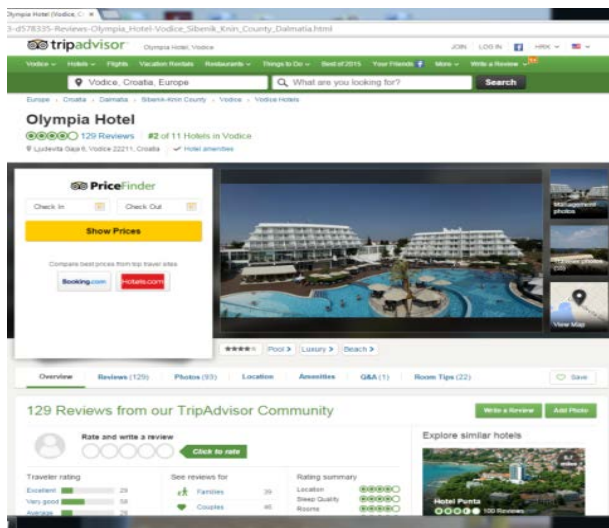 Olympia Hotel (Vodice, C
3-d578335-Reviews-Olympia_Hotel-Vodice_Sibenik_Knin_County_Dalmatia.html
tripadvisor Olympia Hotel, Vodice JOIN LOG IN HRK
Vodice Hotels Flights Vacation Rentals Restaurants Things to Do Best of 2015 Your Friends More Write a Review
Vodice, Croatia, Europe What are you looking for? Search
Europe Croatia Dalmatia Sibenik-Knin County Vodice Vodice Hotels
Olympia Hotel
129 Reviews #2 of 11 Hotels in Vodice
Ljudevita Gaja 6, Vodice 22211, Croatia Hotel amenities
PriceFinder
Check In Check Out
Show Prices
Compare best prices from top travel sites
Booking.com Hotels.com
Management photos
View Map
Pool > Luxury > Beach >
Overview Reviews (129) Photos (93) Location Amenities Q&A (1) Room Tips (22) Save
129 Reviews from our TripAdvisor Community Write a Review Add Photo
Rate and write a review
Click to rate
Explore similar hotels
Traveler rating See reviews for Rating summary
Excellent 29 Families 39 Location
Very good 58 Couples Sleep Quality
Average Rooms
Hotel Punta
100 Reviews
miles